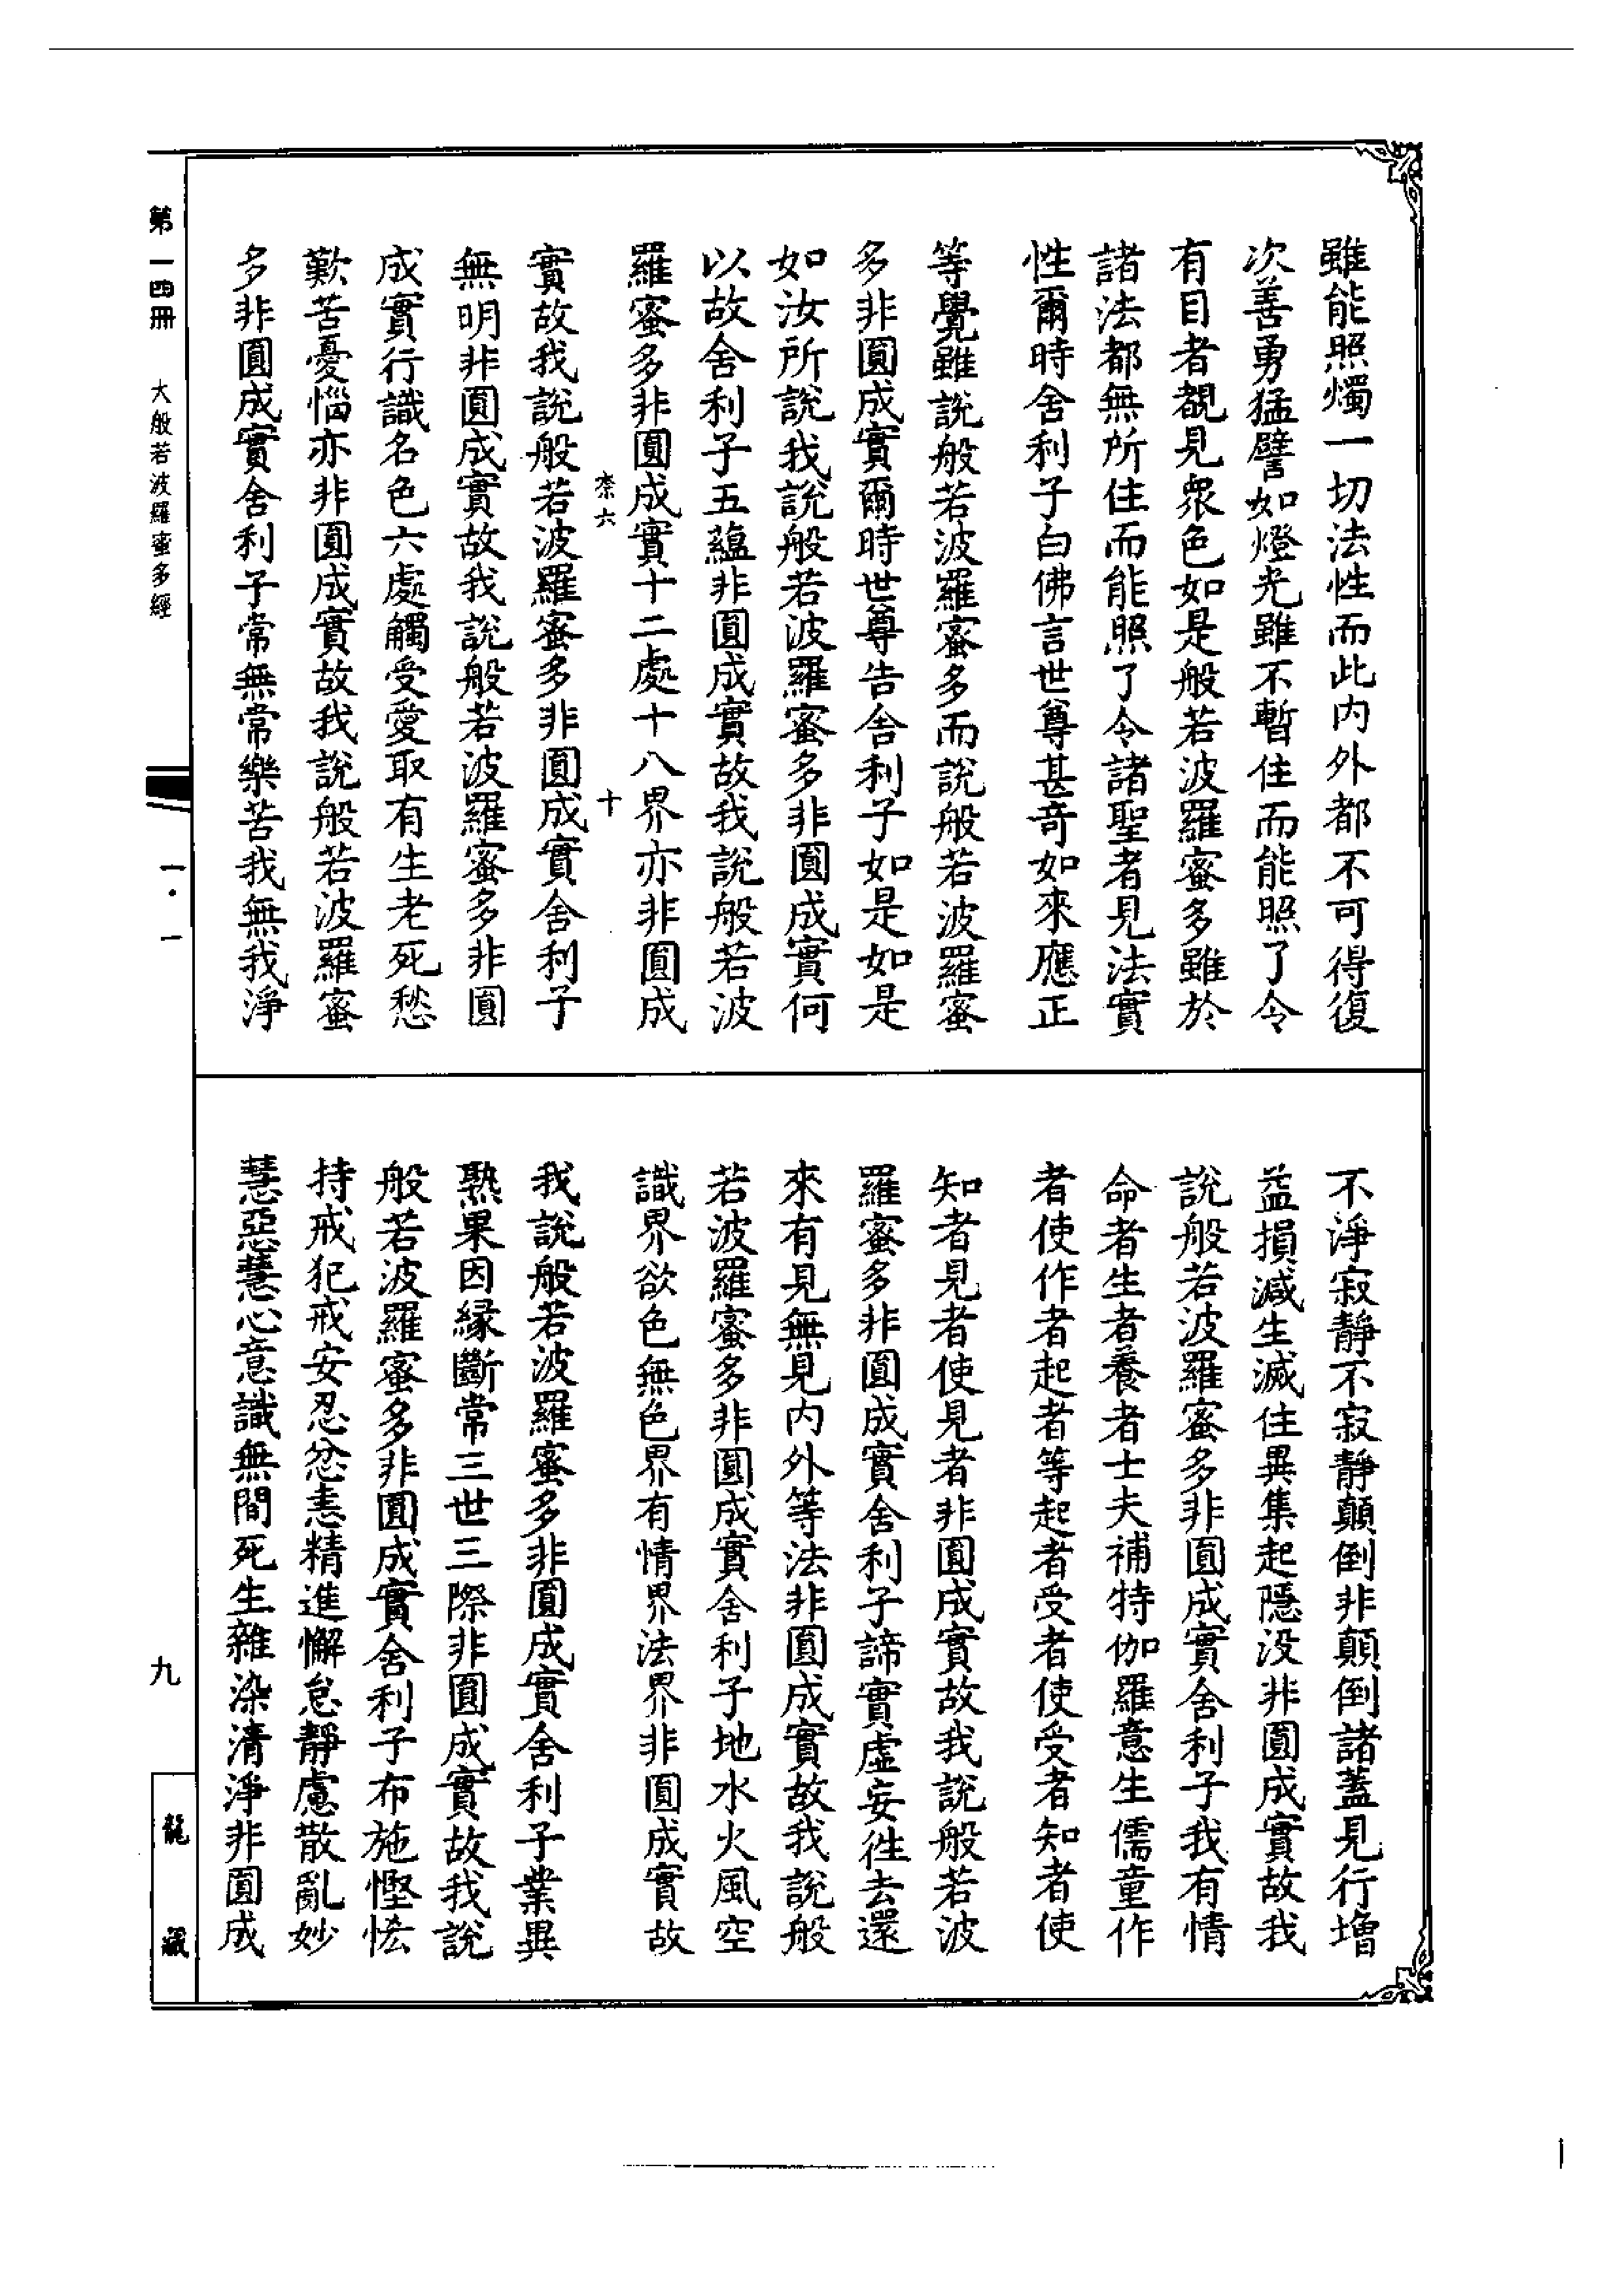 雖能照燭一切法性而此内外都不可得復
次善勇猛譬如燈光雖不暫住而能照了令
有目者覩見衆色如是般若波羅蜜多雖於
諸法都無所住而能照了令諸聖者見法實
性爾時舍利子白佛言世尊甚奇如來應正
等覺雖說般若波羅蜜多而說般若波羅蜜
多非圓成實爾時世尊告舍利子如是如是
如汝所說我說般若波羅蜜多非圓成實何
以故舍利子五蘊非圓成實故我說般若波
羅蜜多非圓成實十二處十八界亦非圓成
柰六 十
實故我說般若波羅蜜多非圓成實舍利子
無明非圓成實故我說般若波羅蜜多非圓
成實行識名色六處觸受愛取有生老死愁
歎苦憂惱亦非圓成實故我說般若波羅蜜
多非圓成實舍利子常無常樂苦我無我淨
不淨寂靜不寂靜顛倒非顛倒諸蓋見行增
益損減生滅住異集起隱没非圓成實故我
說般若波羅蜜多非圓成實舍利子我有情
命者生者養者士夫補特伽羅意生儒童作
者使作者起者等起者受者使受者知者使
知者見者使見者非圓成實故我說般若波
羅蜜多非圓成實舍利子諦實虛妄徃去還
來有見無見内外等法非圓成實故我說般
若波羅蜜多非圓成實舍利子地水火風空
識界欲色無色界有情界法界非圓成實故
我說般若波羅蜜多非圓成實舍利子業異
熟果因緣斷常三世三際非圓成實故我說
般若波羅蜜多非圓成實舍利子布施慳悋
持戒犯戒安忍忿恚精進懈怠靜慮散亂妙
慧惡慧心意識無間死生雜染清淨非圓成
第一四冊 大般若波羅蜜多經 一·一 九 龍藏